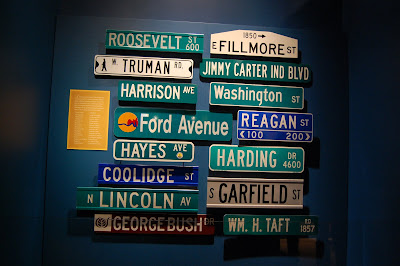 ROOSEVELT ST 600
1850
E FILLMORE ST
W TRUMAN RD.
JIMMY CARTER IND BLVD
HARRISON AVE
Washington ST
Ford Avenue
REAGAN ST
100 200
HAYES AVE
HARDING DR 4600
COOLIDGE ST
S GARFIELD ST
N LINCOLN AV
GEORGE BUSH DR
WM. H. TAFT RD 1857